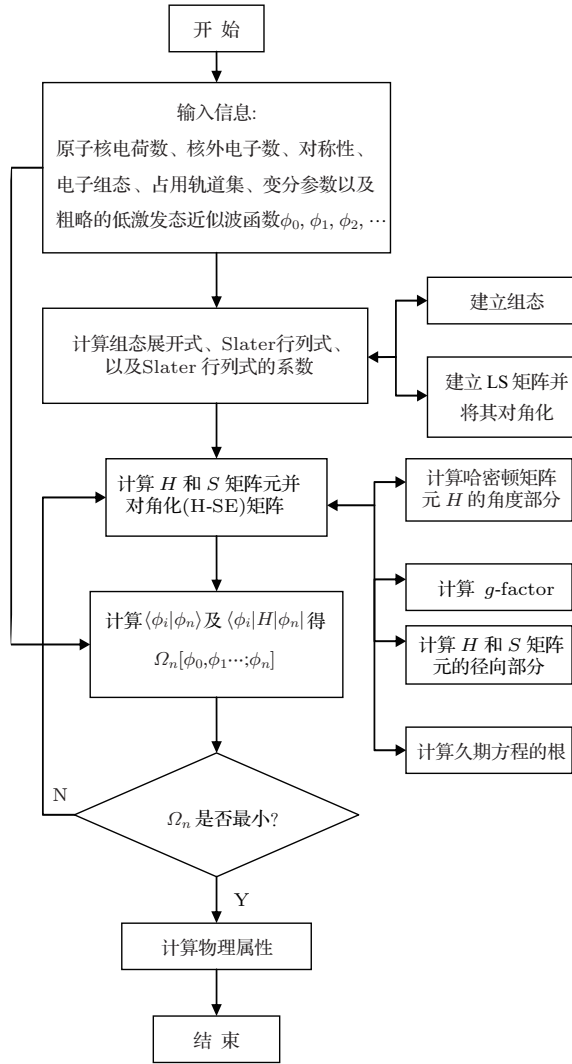 开 始
输入信息:
原子核电荷数、核外电子数、对称性、
电子组态、占用轨道集、变分参数以及
粗略的低激发态近似波函数ϕ₀, ϕ₁, ϕ₂, ⋯
计算组态展开式、Slater行列式、
以及Slater 行列式的系数
建立组态
建立 LS 矩阵并
将其对角化
计算 H 和 S 矩阵元并
对角化(H-SE)矩阵
计算哈密顿矩阵
元 H 的角度部分
计算 g-factor
计算 H 和 S 矩阵
元的径向部分
计算久期方程的根
计算⟨ϕᵢ|ϕₙ⟩及 ⟨ϕᵢ|H|ϕₙ| 得
Ωₙ[ϕ₀,ϕ₁⋯;ϕₙ]
N
Ωₙ 是否最小?
Y
计算物理属性
结 束